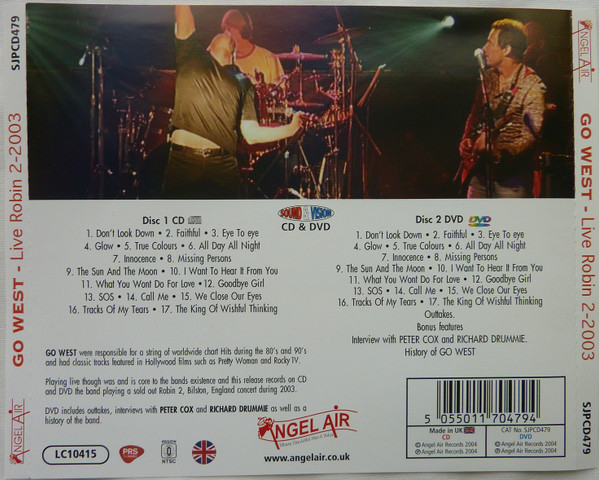 SJPCD479
GO WEST - Live Robin 2-2003
ANGEL AIR
Disc 1 CD
1. Don't Look Down • 2. Faithful • 3. Eye To eye
4. Glow • 5. True Colours • 6. All Day All Night
7. Innocence • 8. Missing Persons
9. The Sun And The Moon • 10. I Want To Hear It From You
11. What You Want Do For Love • 12. Goodbye Girl
13. SOS • 14. Call Me • 15. We Close Our Eyes
16. Tracks Of My Tears • 17. The King Of Wishful Thinking
SOUND & VISION
CD & DVD
Disc 2 DVD DVD
1. Don't Look Down • 2. Faithful • 3. Eye To eye
4. Glow • 5. True Colours • 6. All Day All Night
7. Innocence • 8. Missing Persons
9. The Sun And The Moon • 10. I Want To Hear It From You
11. What You Want Do For Love • 12. Goodbye Girl
13. SOS • 14. Call Me • 15. We Close Our Eyes
16. Tracks Of My Tears • 17. The King Of Wishful Thinking
Outtakes.
Bonus features
Interview with PETER COX and RICHARD DRUMMIE.
History of GO WEST
GO WEST were responsible for a string of worldwide chart Hits during the 80's and 90's
and had classic tracks featured in Hollywood films such as Pretty Woman and Rocky IV.
Playing live though was and is core to the bands existence and this release records on CD
and DVD the band playing a sold out Robin 2, Bilston, England concert during 2003.
DVD includes outtakes, interviews with PETER COX and RICHARD DRUMMIE as well as a
history of the band.
LC10415
PRS
NTSC
ANGEL AIR
www.angelair.co.uk
5 055011 704794 >
Made in UK
CD
℗ Angel Air Records 2004
© Angel Air Records 2004
CAT No. SJPCD479
DVD
℗ Angel Air Records 2004
© Angel Air Records 2004
ANGEL AIR
GO WEST - Live Robin 2-2003
SJPCD479